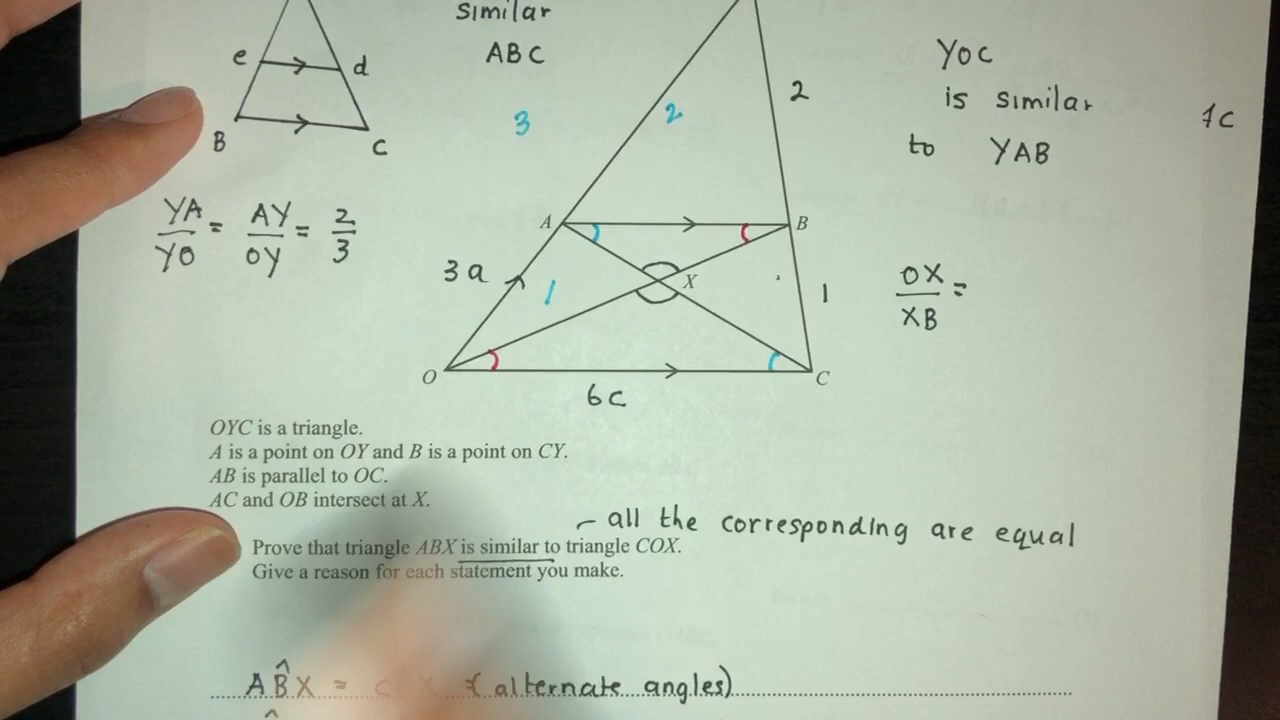 similar
ABC
3
e
d
B
C
YA/YO = AY/OY = 2/3
2
2
A
B
3a
1
X
1
O
C
6c
YOC
is similar
to YAB
1c
OX/XB =
OYC is a triangle.
A is a point on OY and B is a point on CY.
AB is parallel to OC.
AC and OB intersect at X.
all the corresponding are equal
Prove that triangle ABX is similar to triangle COX.
Give a reason for each statement you make.
AB̂X = C X (alternate angles)